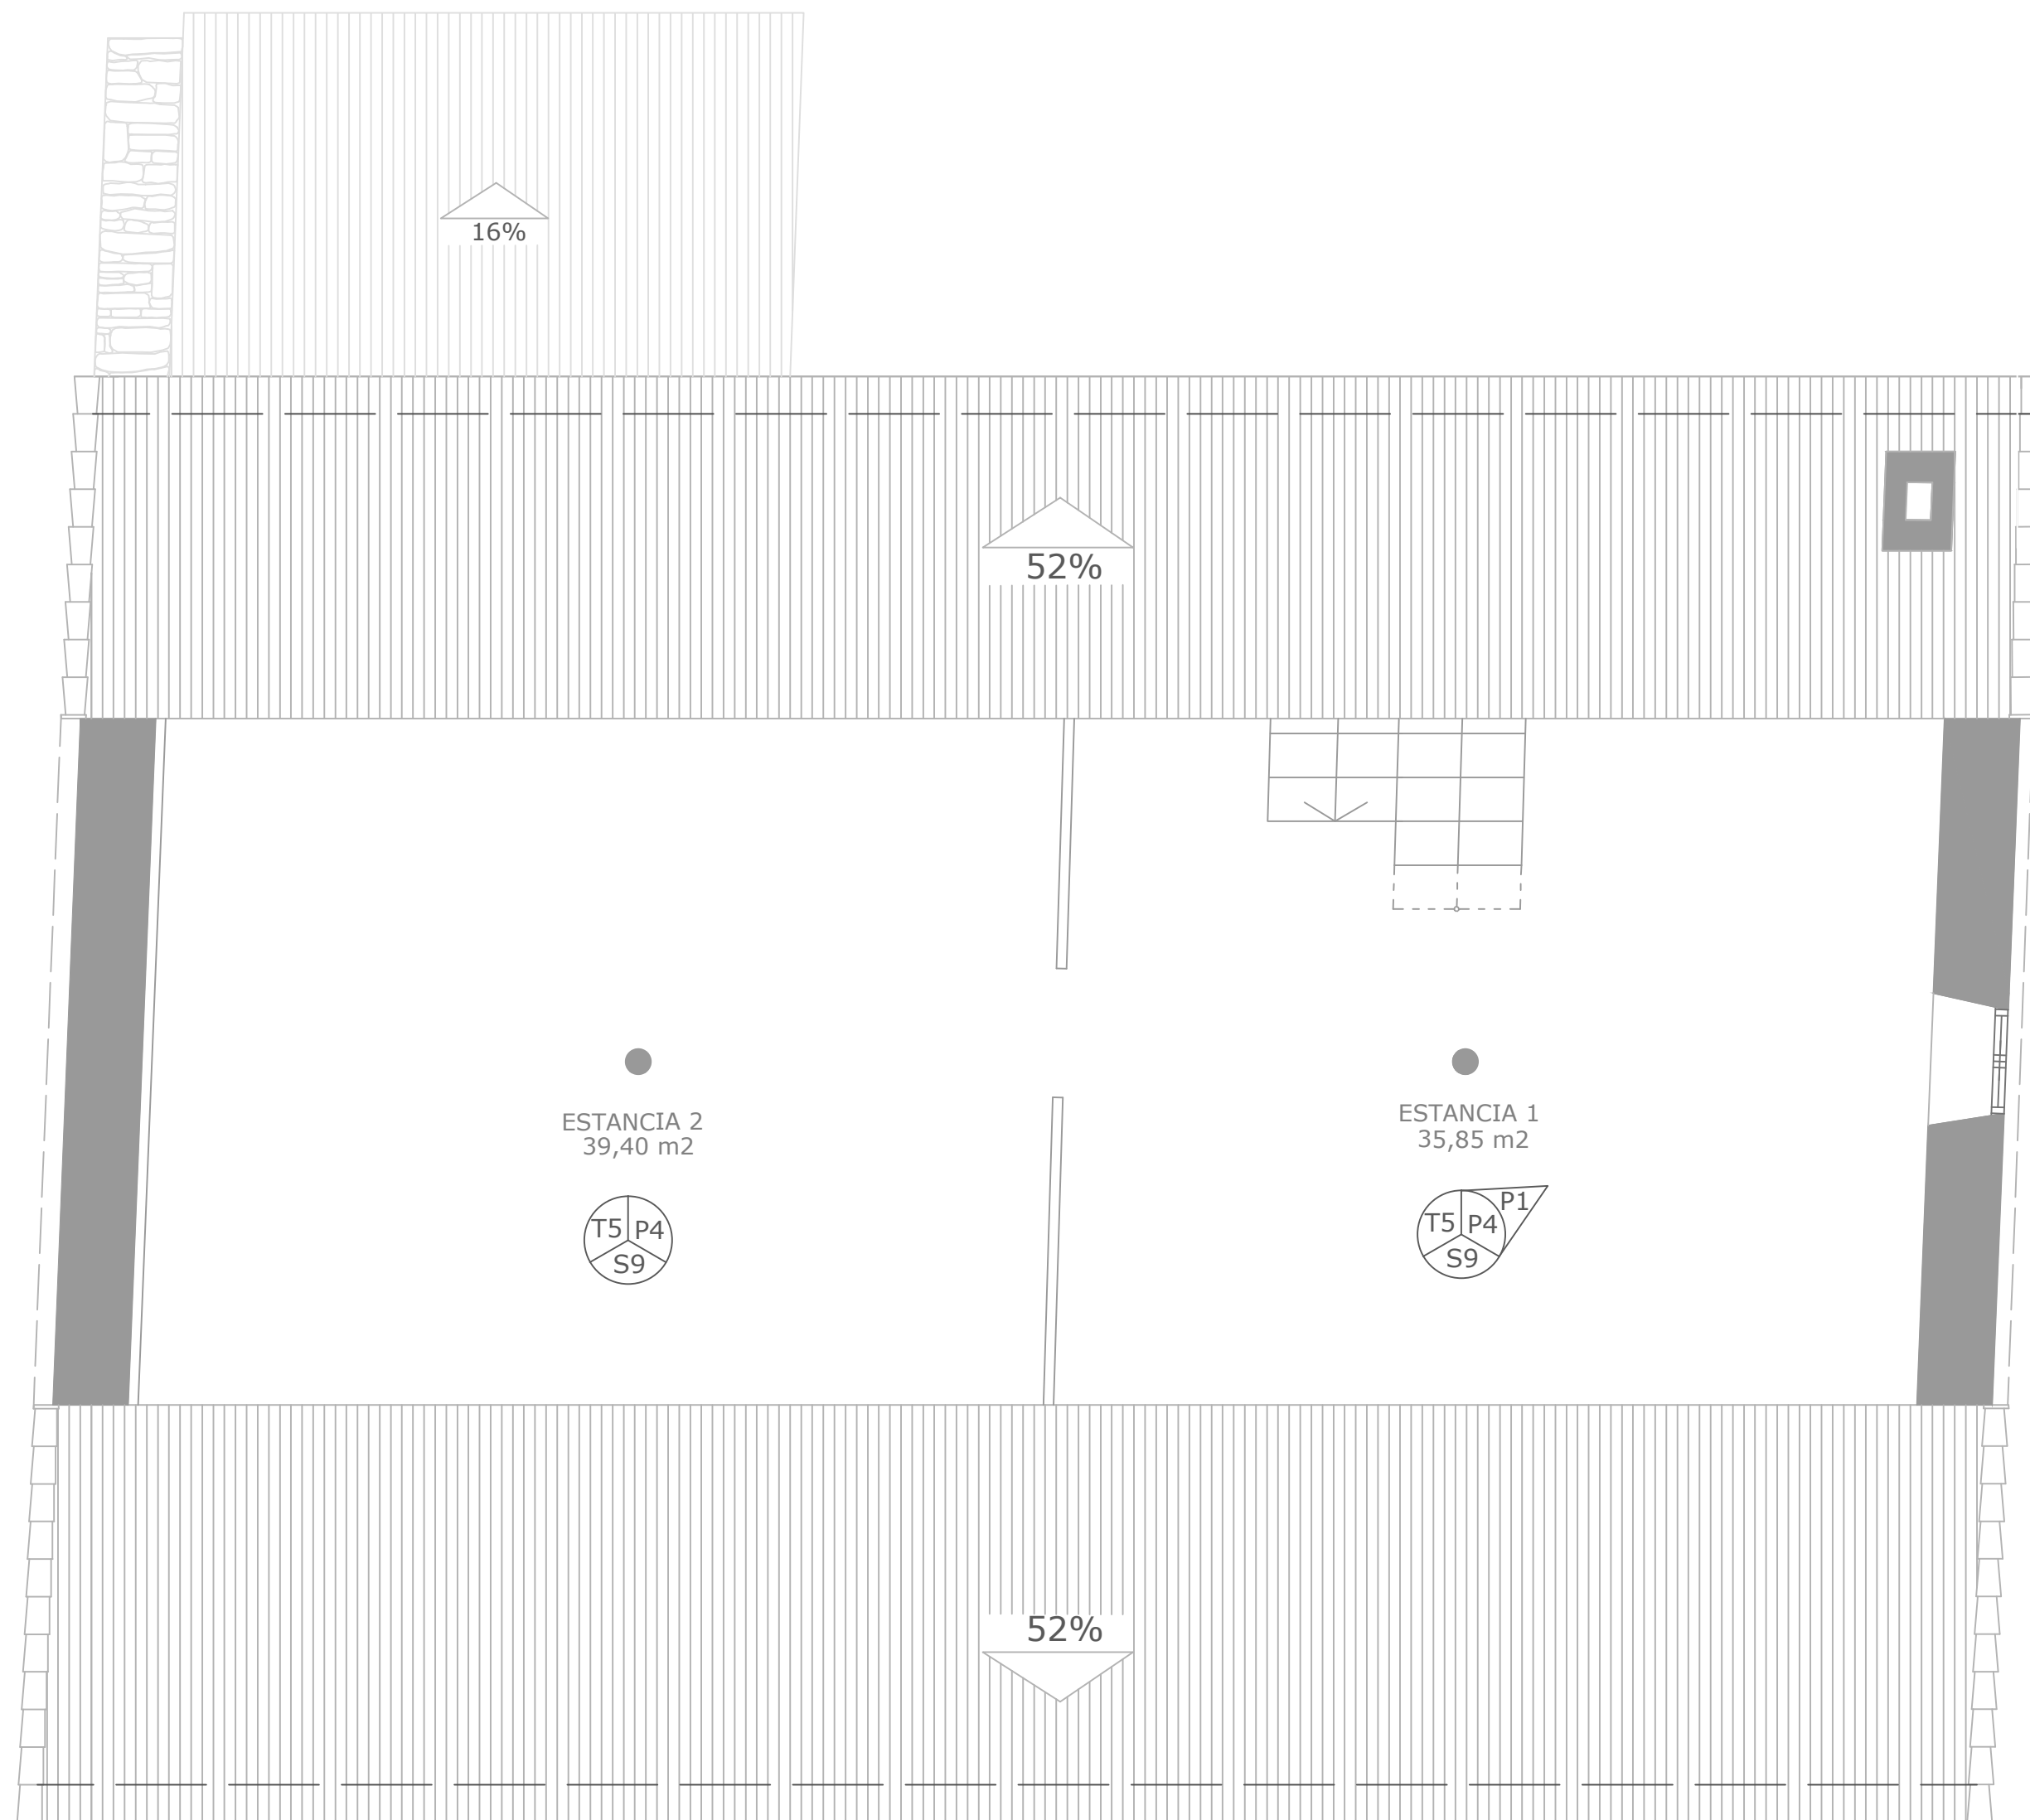 16%
52%
ESTANCIA 2
39,40 m2
ESTANCIA 1
35,85 m2
T5
P4
S9
T5
P4
P1
S9
52%